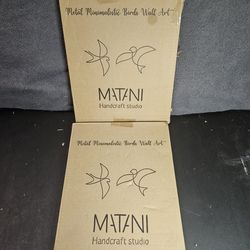 Metal Minimalistic Birds Wall Art
MATANI
Handcraft studio
Metal Minimalistic Birds Wall Art
MATANI
Handcraft studio